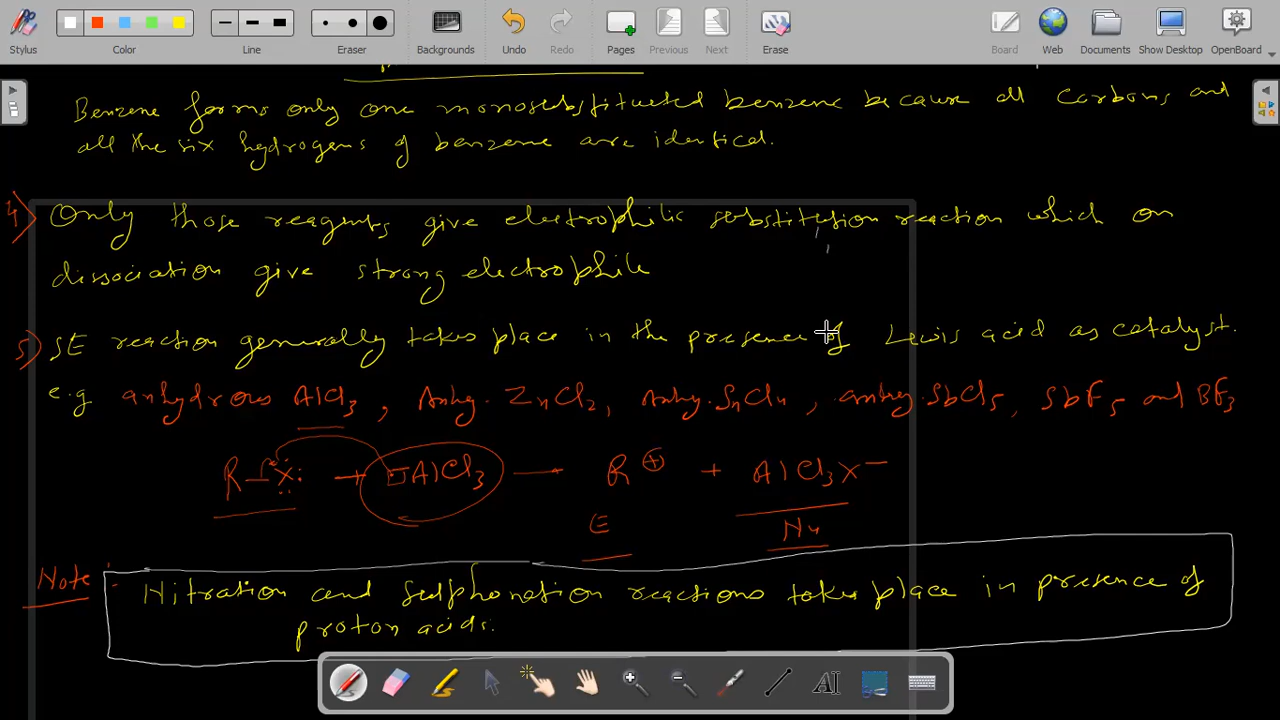 Stylus
Color
Line
Eraser
Backgrounds
Undo
Redo
Pages
Previous
Next
Erase
Board
Web
Documents
Show Desktop
OpenBoard
Benzene forms only one monosubstitueted benzene because all carbons and
all the six hydrogens of benzene are identical.
4) Only those reagents give electrophilic substitution reaction which on
dissociation give strong electrophile
5) SE reaction generally takes place in the presence of Lewis acid as catalyst.
e.g anhydrous AlCl3, Anhy. ZnCl2, Anhy. SnCl4, anhy. SbCl5, SbF5 and BF3
R–X: + AlCl3 → R⊕ + AlCl3X–
E Nu
Note :- Nitration and Sulphonation reactions takes place in presence of
proton acids.